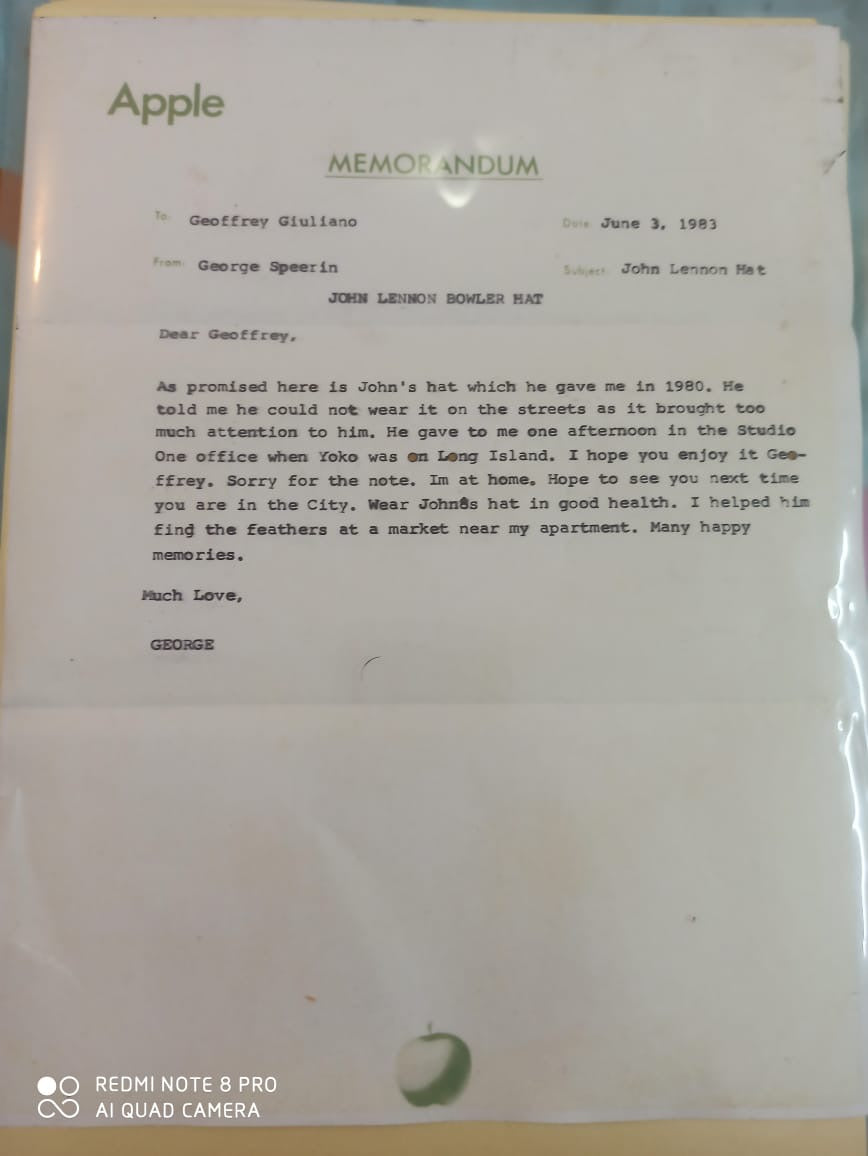 Apple
MEMORANDUM
To: Geoffrey Giuliano
Date: June 3, 1983
From: George Speerin
Subject: John Lennon Hat
JOHN LENNON BOWLER HAT
Dear Geoffrey,
As promised here is John's hat which he gave me in 1980. He
told me he could not wear it on the streets as it brought too
much attention to him. He gave to me one afternoon in the Studio
One office when Yoko was on Long Island. I hope you enjoy it Geo-
ffrey. Sorry for the note. Im at home. Hope to see you next time
you are in the City. Wear John6s hat in good health. I helped him
find the feathers at a market near my apartment. Many happy
memories.
Much Love,
GEORGE
REDMI NOTE 8 PRO
AI QUAD CAMERA